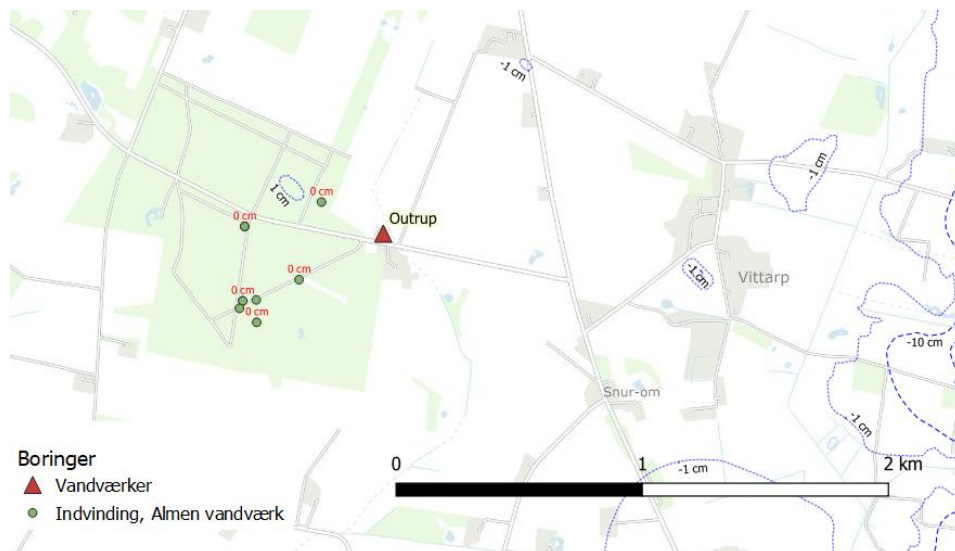 -1 cm
1 cm
0 cm
0 cm
-1 cm
Outrup
0 cm
-1 cm
Vittarp
0 cm
0 cm
-10 cm
Snur-om
-1 cm
Boringer
0
1
2 km
-1 cm
Vandværker
Indvinding, Almen vandværk